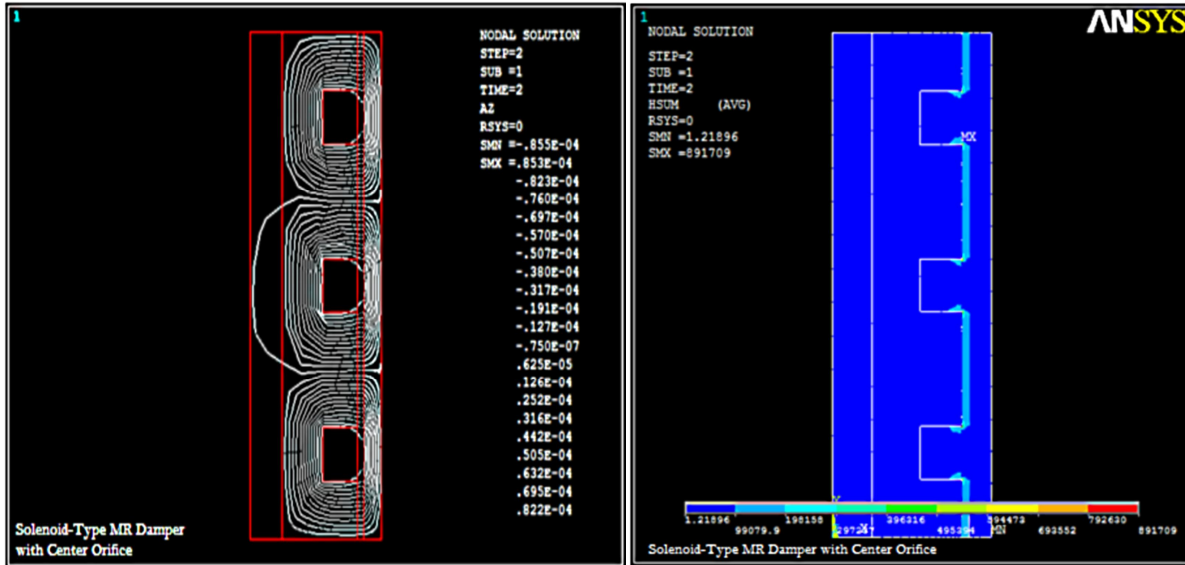 1
NODAL SOLUTION
STEP=2
SUB =1
TIME=2
AZ
RSYS=0
SMN =-.855E-04
SMX =.853E-04
-.823E-04
-.760E-04
-.697E-04
-.570E-04
-.507E-04
-.380E-04
-.317E-04
-.191E-04
-.127E-04
-.750E-07
.625E-05
.126E-04
.252E-04
.316E-04
.442E-04
.505E-04
.632E-04
.695E-04
.822E-04
Solenoid-Type MR Damper
with Center Orifice
1
ANSYS
NODAL SOLUTION
STEP=2
SUB =1
TIME=2
HSUM (AVG)
RSYS=0
SMN =1.21896
SMX =891709
MX
Y
1.21896 198158 396316 594473 792630
99079.9 X 495394 MN 693552 891709
Solenoid-Type MR Damper with Center Orifice